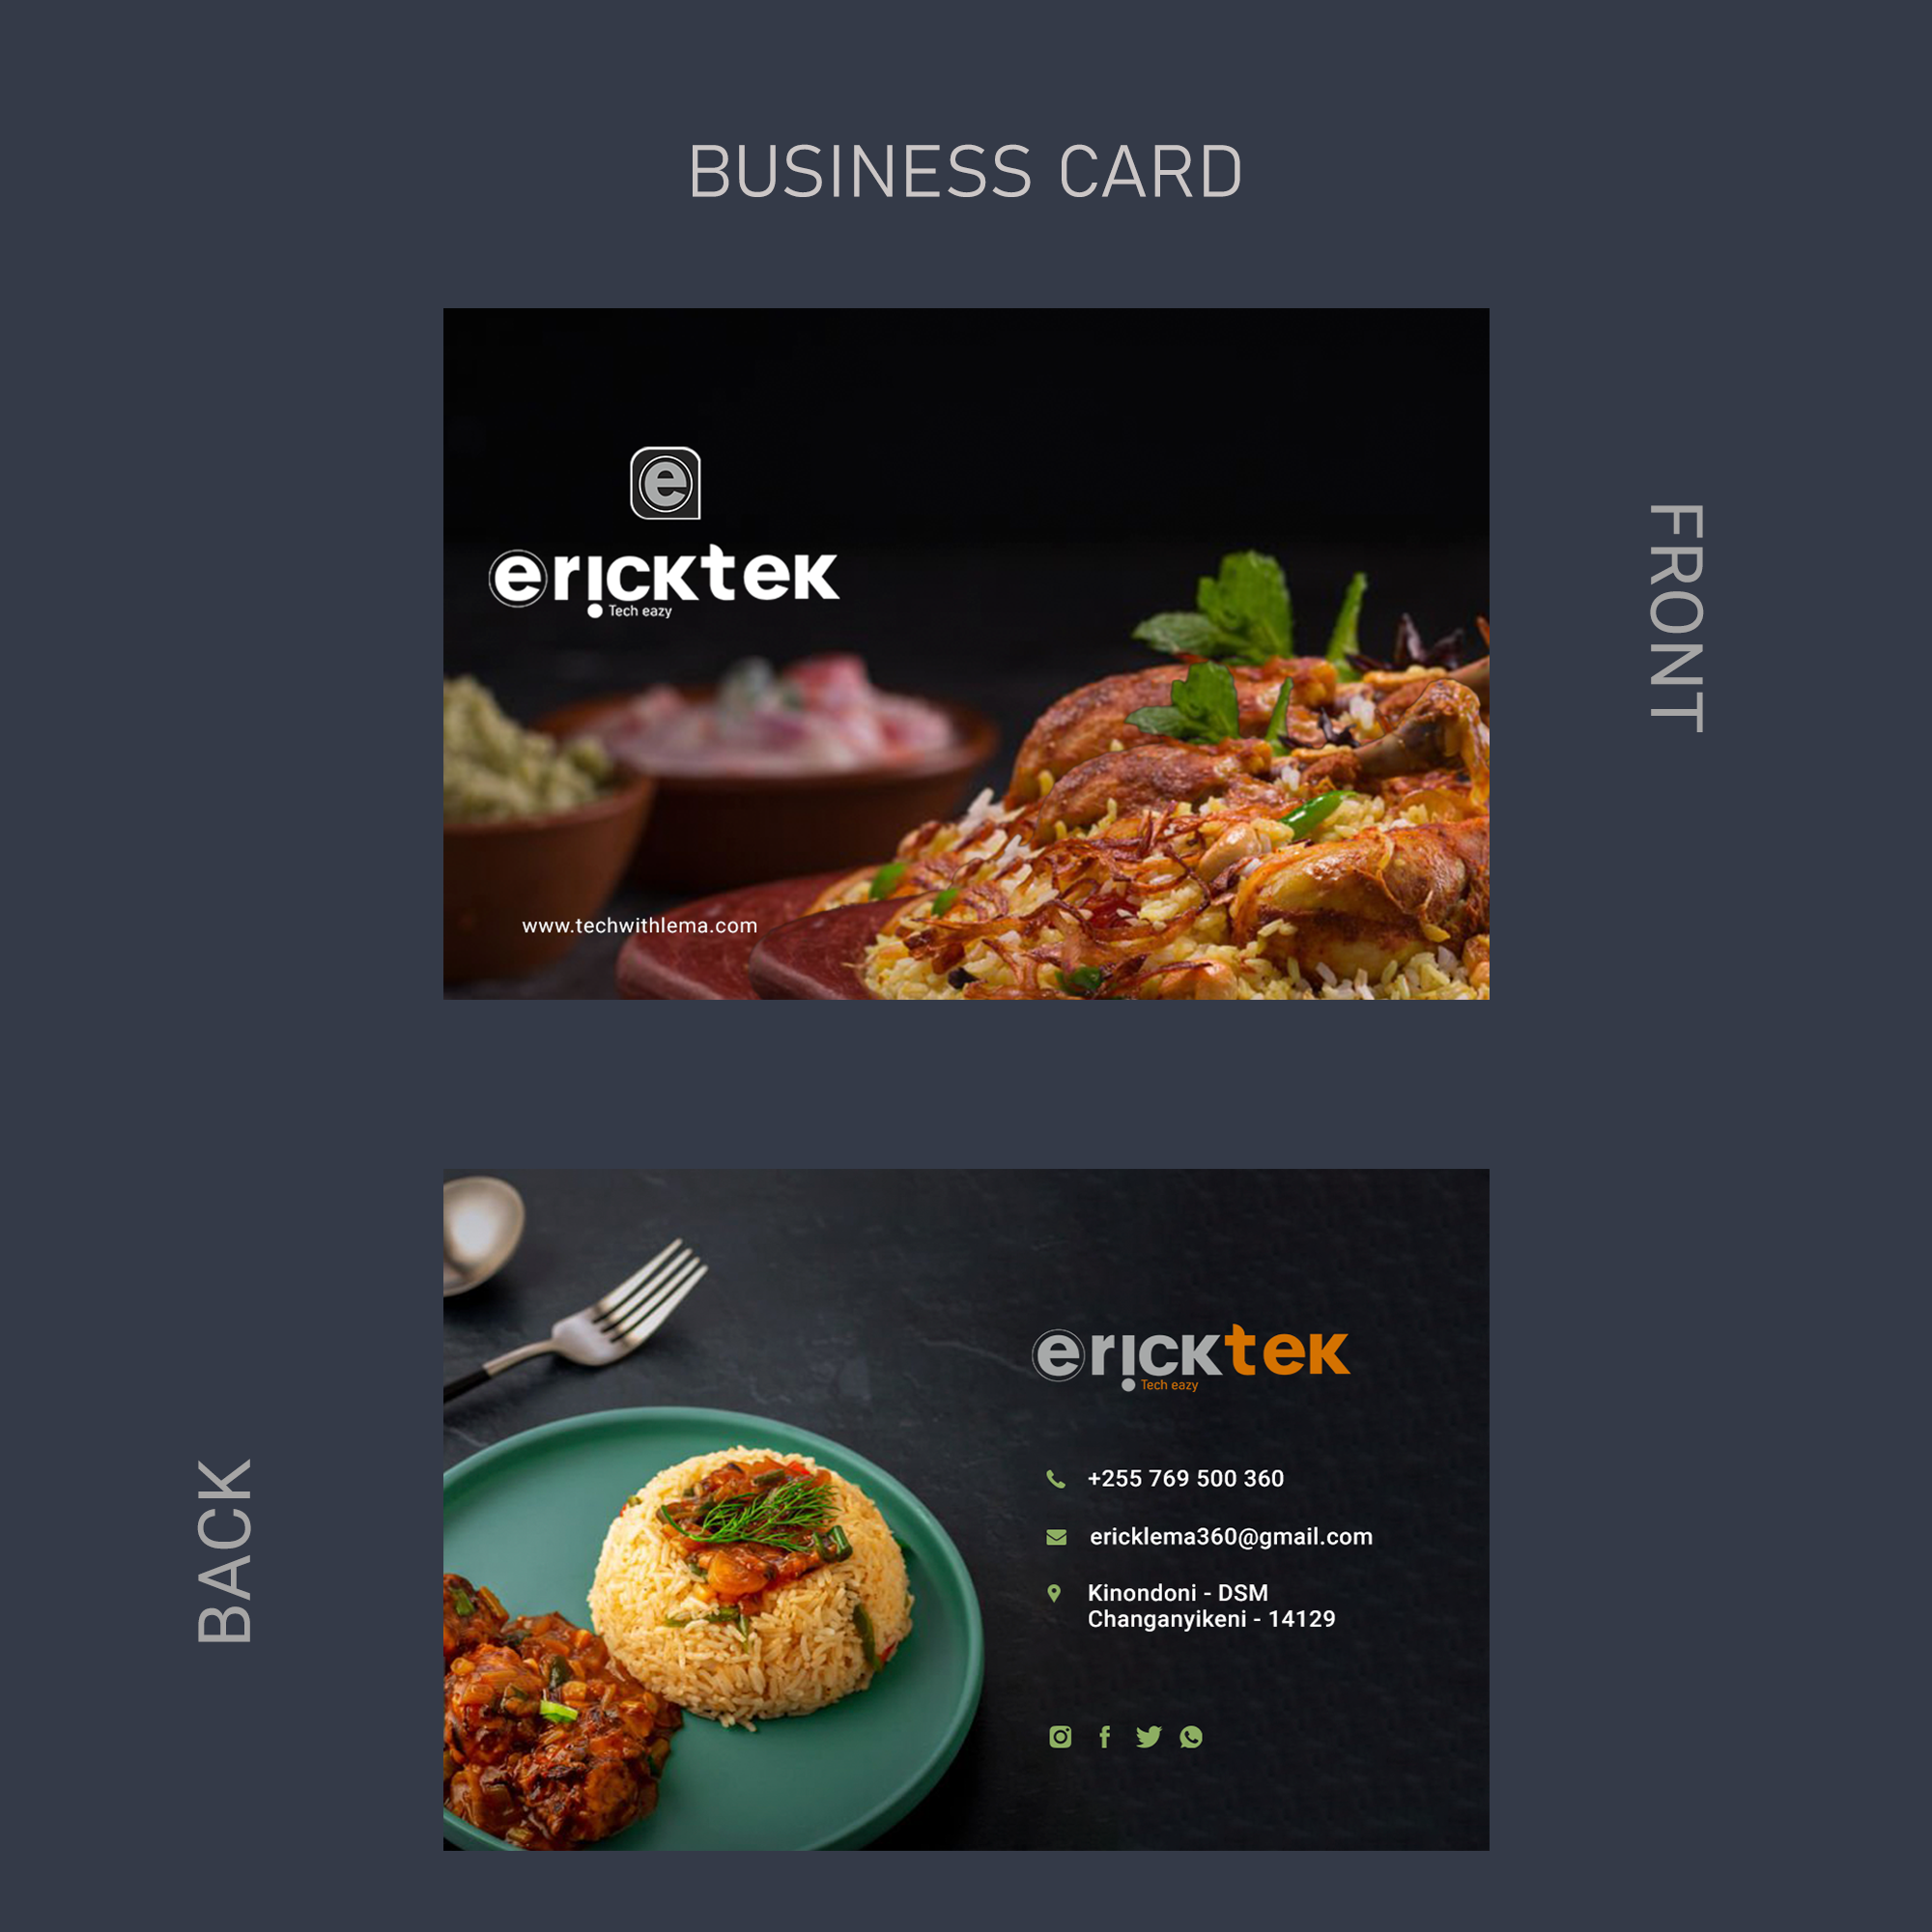 BUSINESS CARD
FRONT
e
ericktek
Tech eazy
www.techwithlema.com
BACK
ericktek
Tech eazy
+255 769 500 360
ericklema360@gmail.com
Kinondoni - DSM
Changanyikeni - 14129